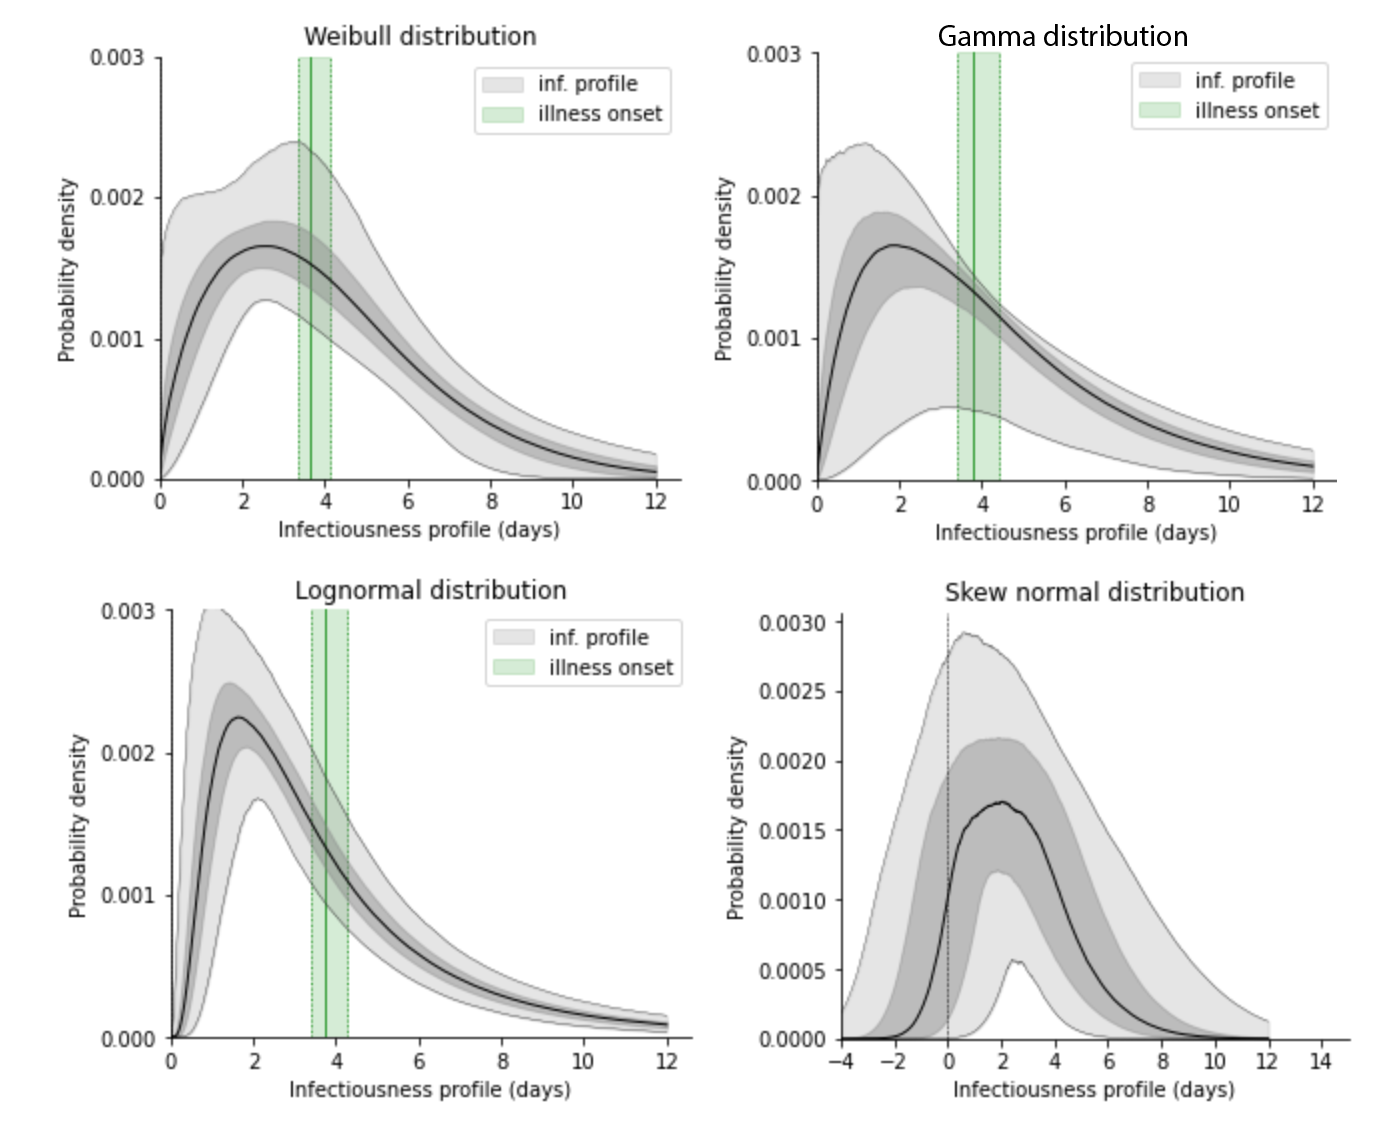 Weibull distribution
0.003
0.002
0.001
0.000
Probability density
inf. profile
illness onset
0 2 4 6 8 10 12
Infectiousness profile (days)
Gamma distribution
0.003
0.002
0.001
0.000
Probability density
inf. profile
illness onset
0 2 4 6 8 10 12
Infectiousness profile (days)
Lognormal distribution
0.003
0.002
0.001
0.000
Probability density
inf. profile
illness onset
0 2 4 6 8 10 12
Infectiousness profile (days)
Skew normal distribution
0.0030
0.0025
0.0020
0.0015
0.0010
0.0005
0.0000
Probability density
−4 −2 0 2 4 6 8 10 12 14
Infectiousness profile (days)